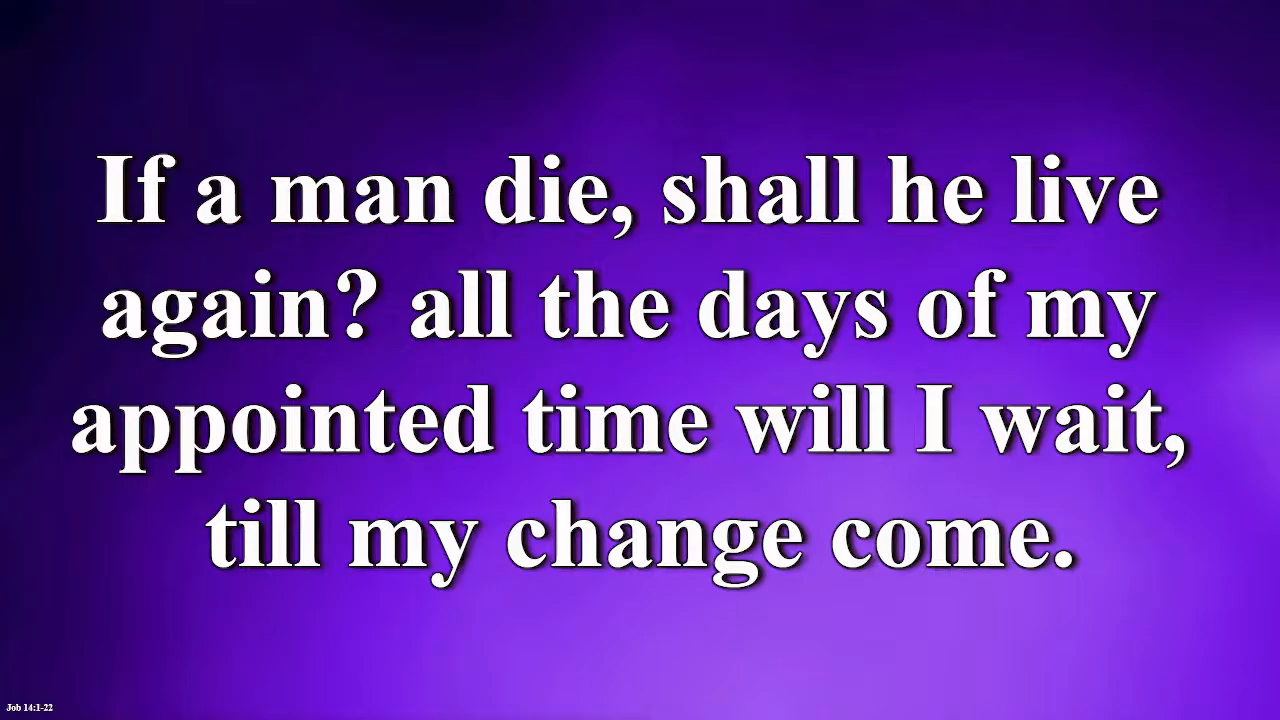 If a man die, shall he live
again? all the days of my
appointed time will I wait,
till my change come.
Job 14:1-22